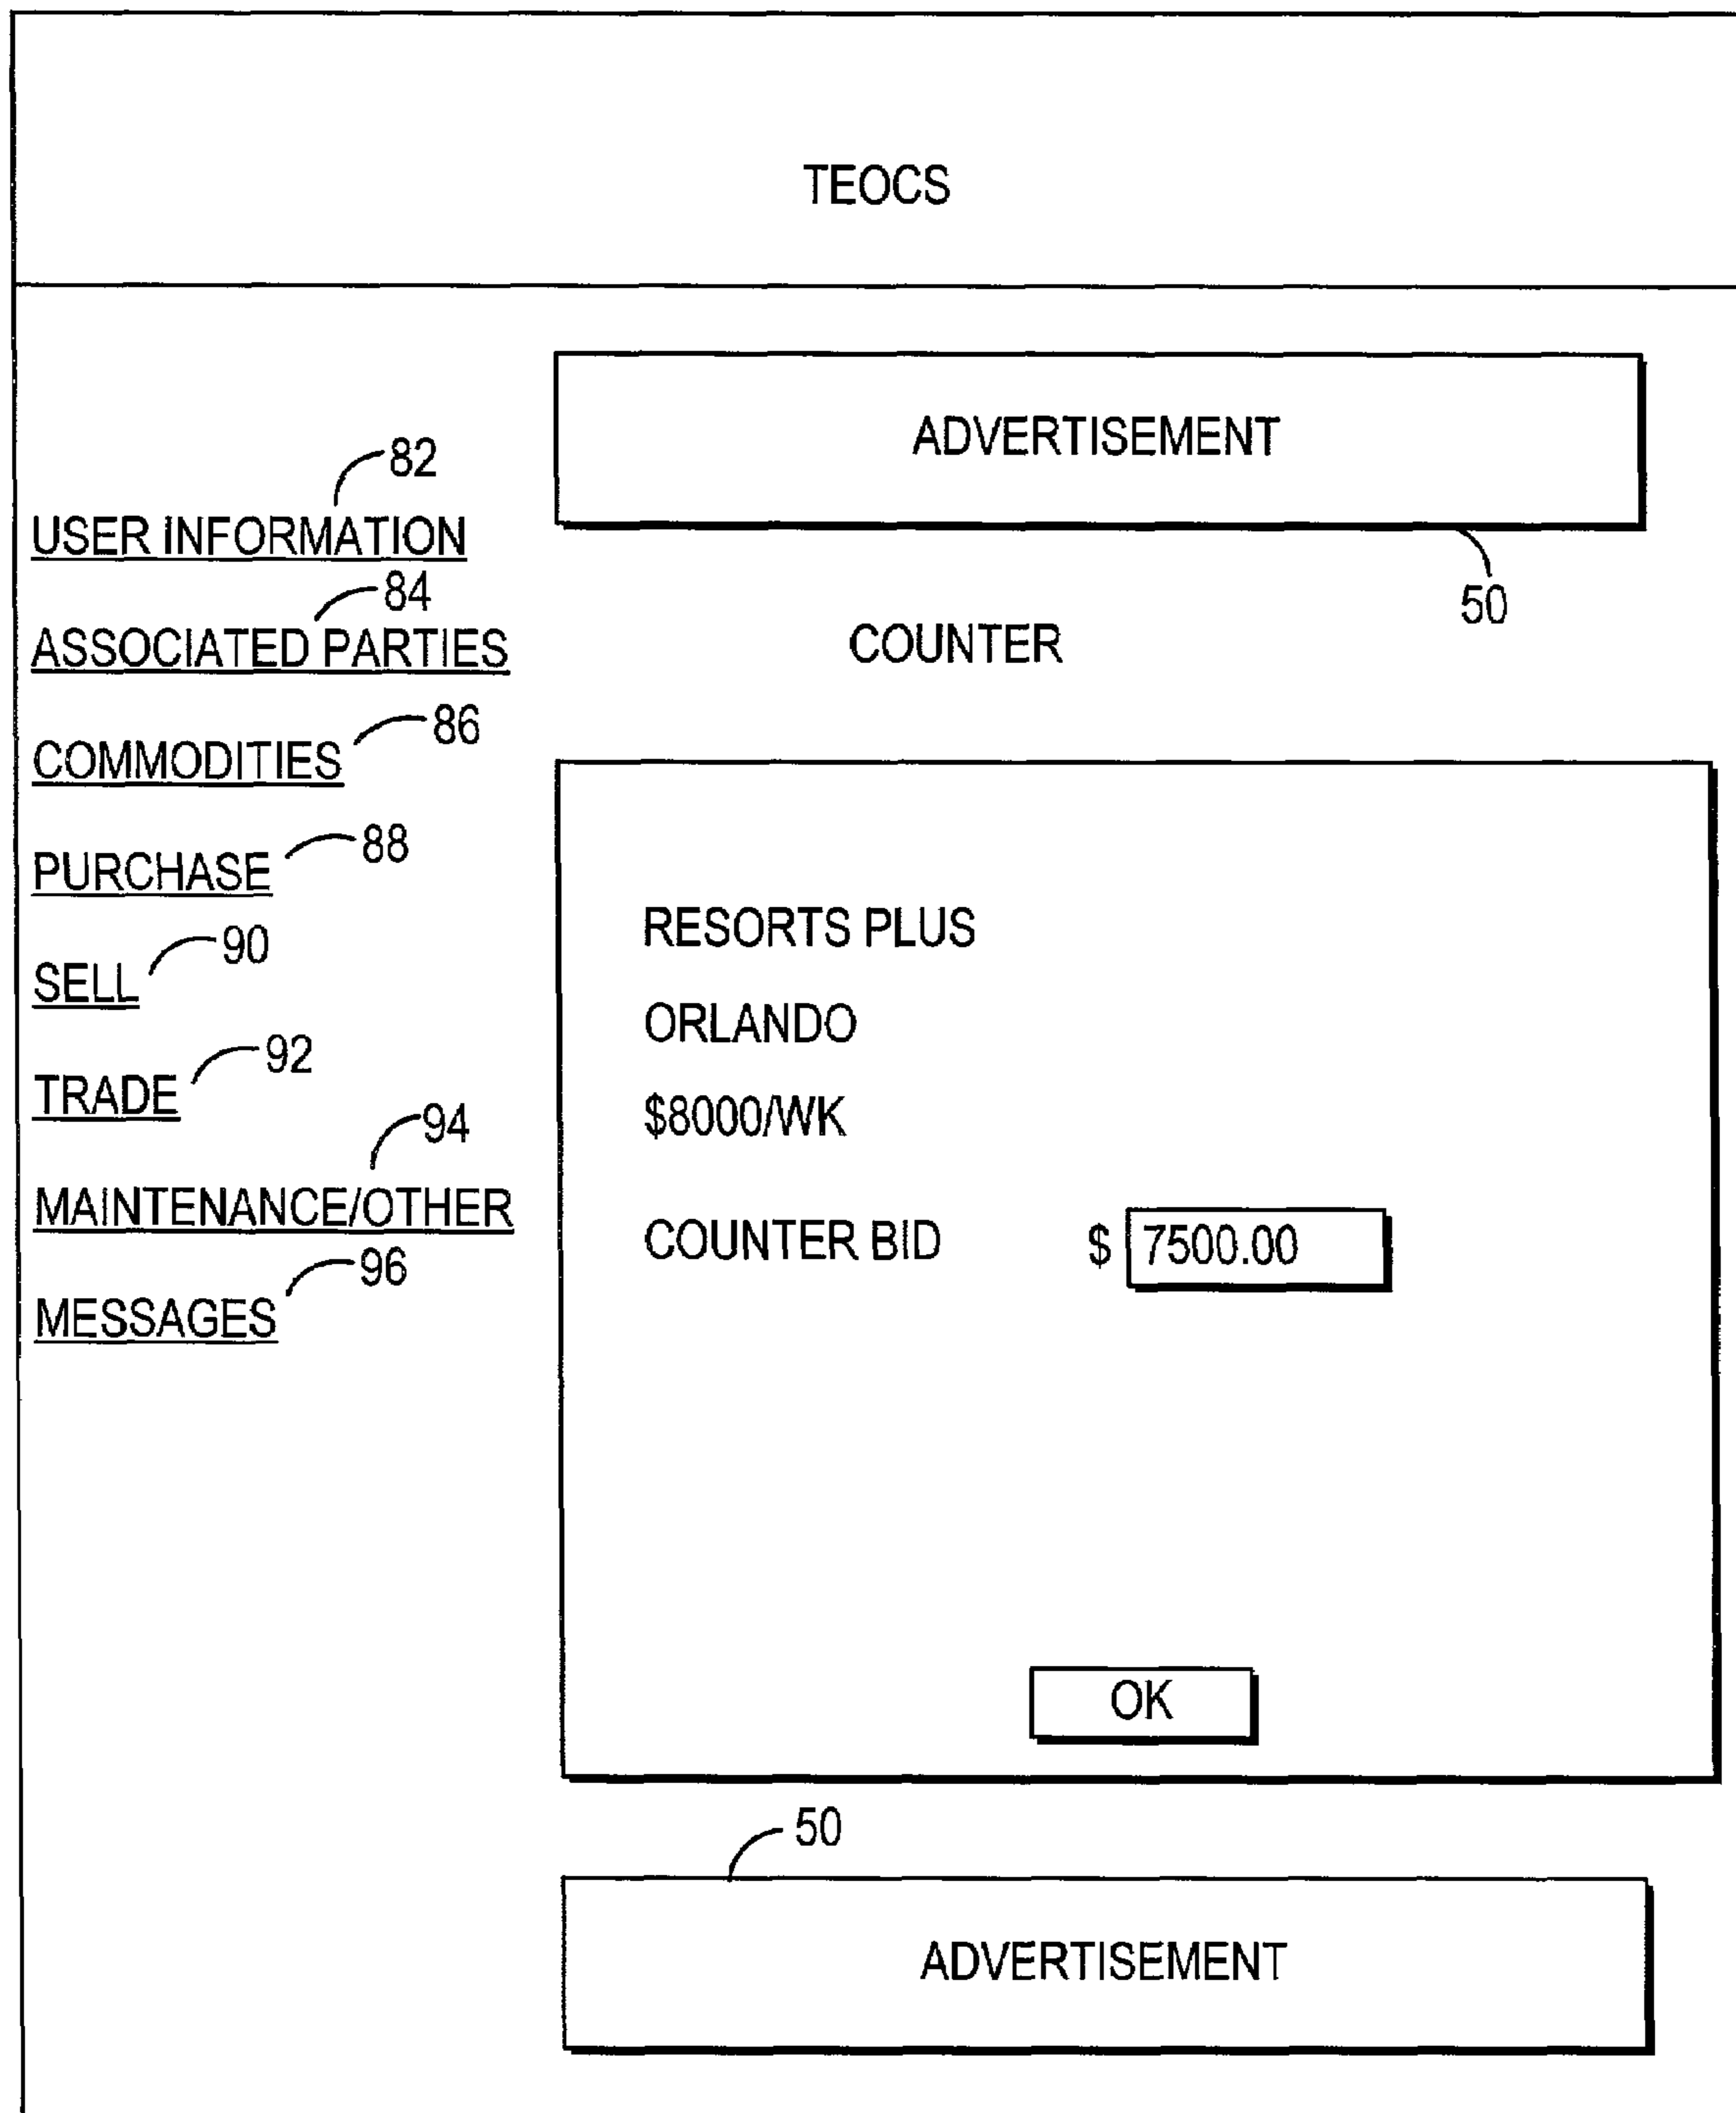 TEOCS
ADVERTISEMENT
50
82
USER INFORMATION
84
ASSOCIATED PARTIES
86
COMMODITIES
88
PURCHASE
90
SELL
92
TRADE
94
MAINTENANCE/OTHER
96
MESSAGES
COUNTER
RESORTS PLUS
ORLANDO
$8000/WK
COUNTER BID $ 7500.00
OK
50
ADVERTISEMENT